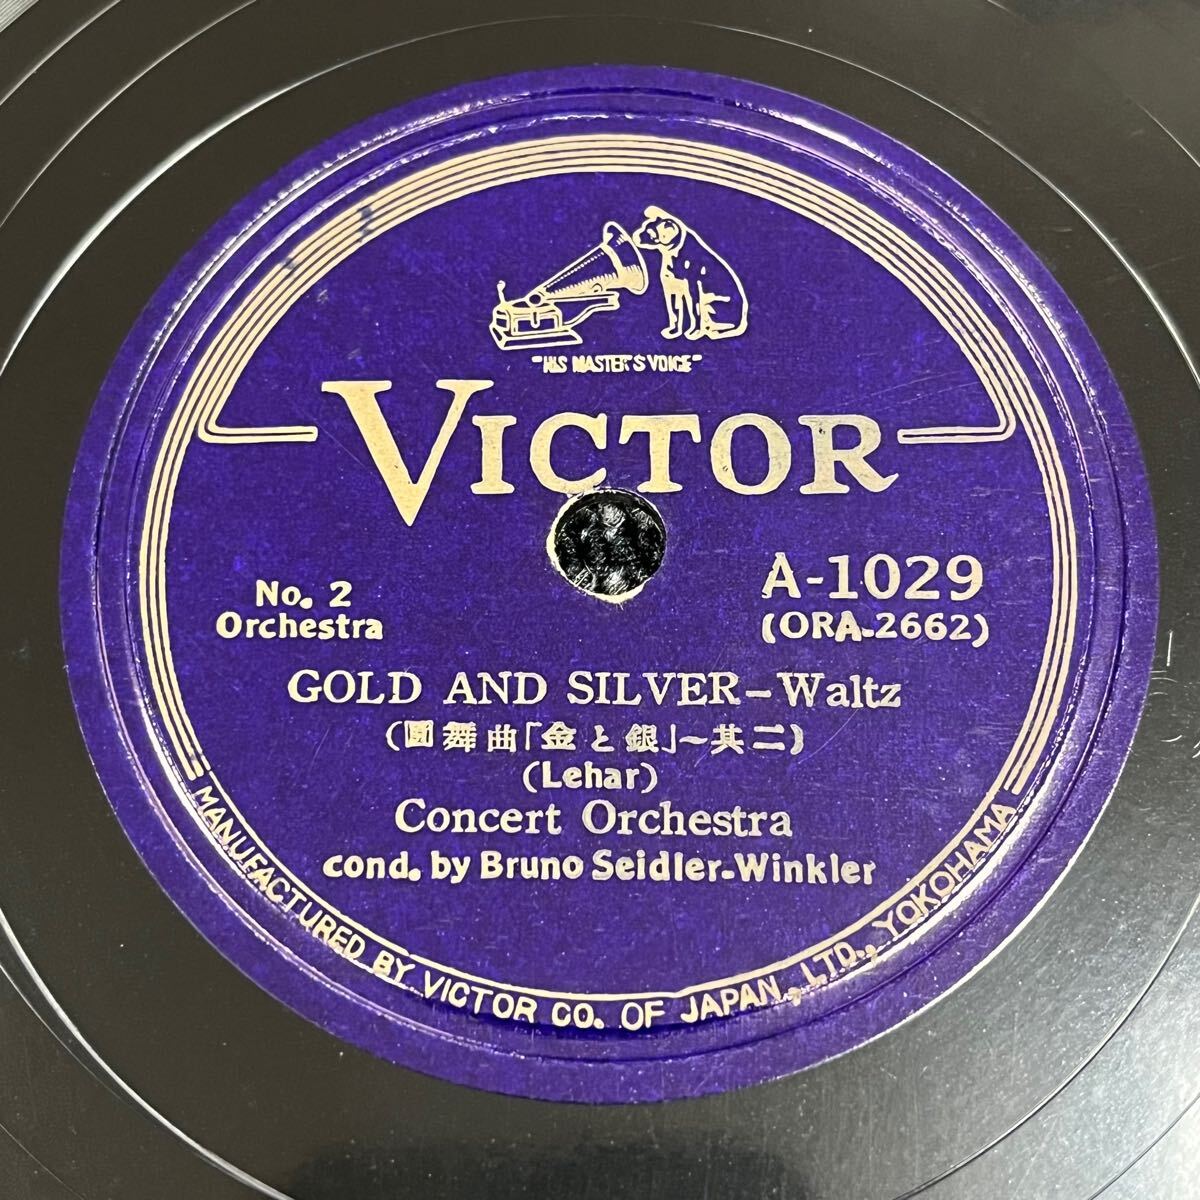 "HIS MASTER'S VOICE"
VICTOR
No. 2
Orchestra
A-1029
(ORA-2662)
GOLD AND SILVER-Waltz
(圓舞曲「金と銀」~其二)
(Lehar)
Concert Orchestra
cond. by Bruno Seidler-Winkler
MANUFACTURED BY VICTOR CO. OF JAPAN, LTD., YOKOHAMA